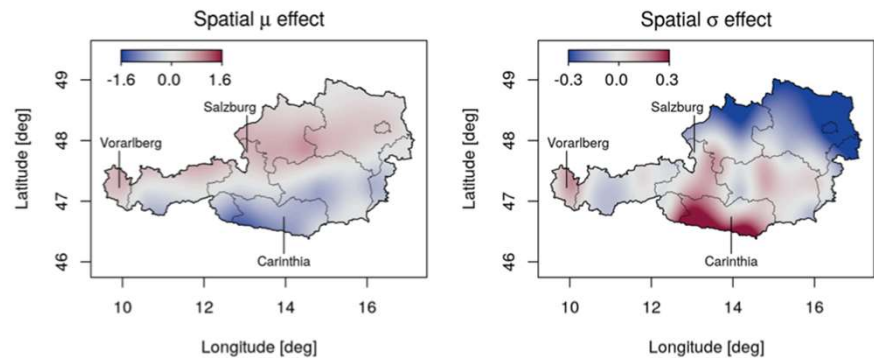 Spatial μ effect
-1.6 0.0 1.6
Salzburg
Vorarlberg
Carinthia
49
48
47
46
Latitude [deg]
10 12 14 16
Longitude [deg]
Spatial σ effect
-0.3 0.0 0.3
Salzburg
Vorarlberg
Carinthia
49
48
47
46
Latitude [deg]
10 12 14 16
Longitude [deg]